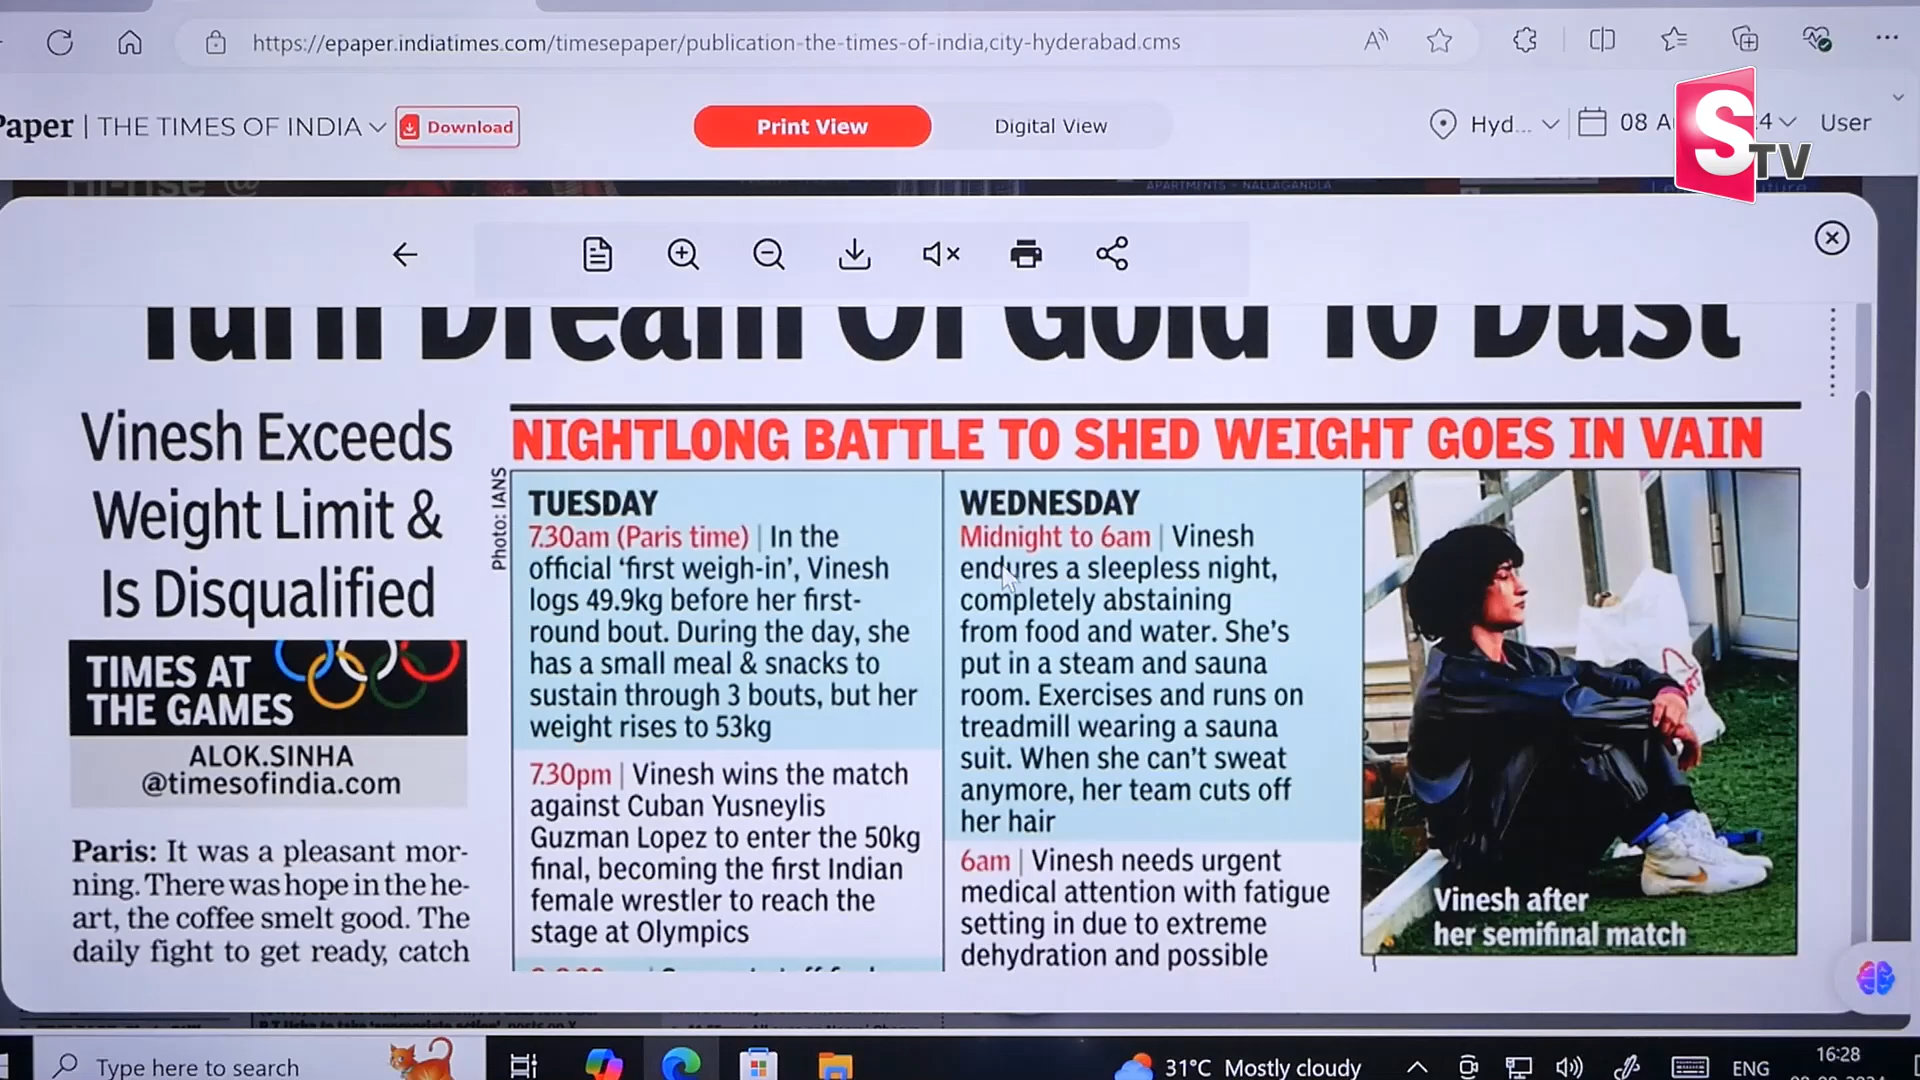 https://epaper.indiatimes.com/timesepaper/publication-the-times-of-india,city-hyderabad.cms
Paper | THE TIMES OF INDIA
Download
Print View
Digital View
Hyd...
08 A
4
User
S TV
APARTMENTS - NALLAGANDLA
Turn Dream Of Gold To Dust
Vinesh Exceeds
Weight Limit &
Is Disqualified
TIMES AT
THE GAMES
ALOK.SINHA
@timesofindia.com
Paris: It was a pleasant mor-
ning. There was hope in the he-
art, the coffee smelt good. The
daily fight to get ready, catch
NIGHTLONG BATTLE TO SHED WEIGHT GOES IN VAIN
Photo: IANS
TUESDAY
7.30am (Paris time) | In the
official ‘first weigh-in’, Vinesh
logs 49.9kg before her first-
round bout. During the day, she
has a small meal & snacks to
sustain through 3 bouts, but her
weight rises to 53kg
7.30pm | Vinesh wins the match
against Cuban Yusneylis
Guzman Lopez to enter the 50kg
final, becoming the first Indian
female wrestler to reach the
stage at Olympics
WEDNESDAY
Midnight to 6am | Vinesh
endures a sleepless night,
completely abstaining
from food and water. She’s
put in a steam and sauna
room. Exercises and runs on
treadmill wearing a sauna
suit. When she can’t sweat
anymore, her team cuts off
her hair
6am | Vinesh needs urgent
medical attention with fatigue
setting in due to extreme
dehydration and possible
Vinesh after
her semifinal match
Type here to search
31°C Mostly cloudy
ENG
16:28